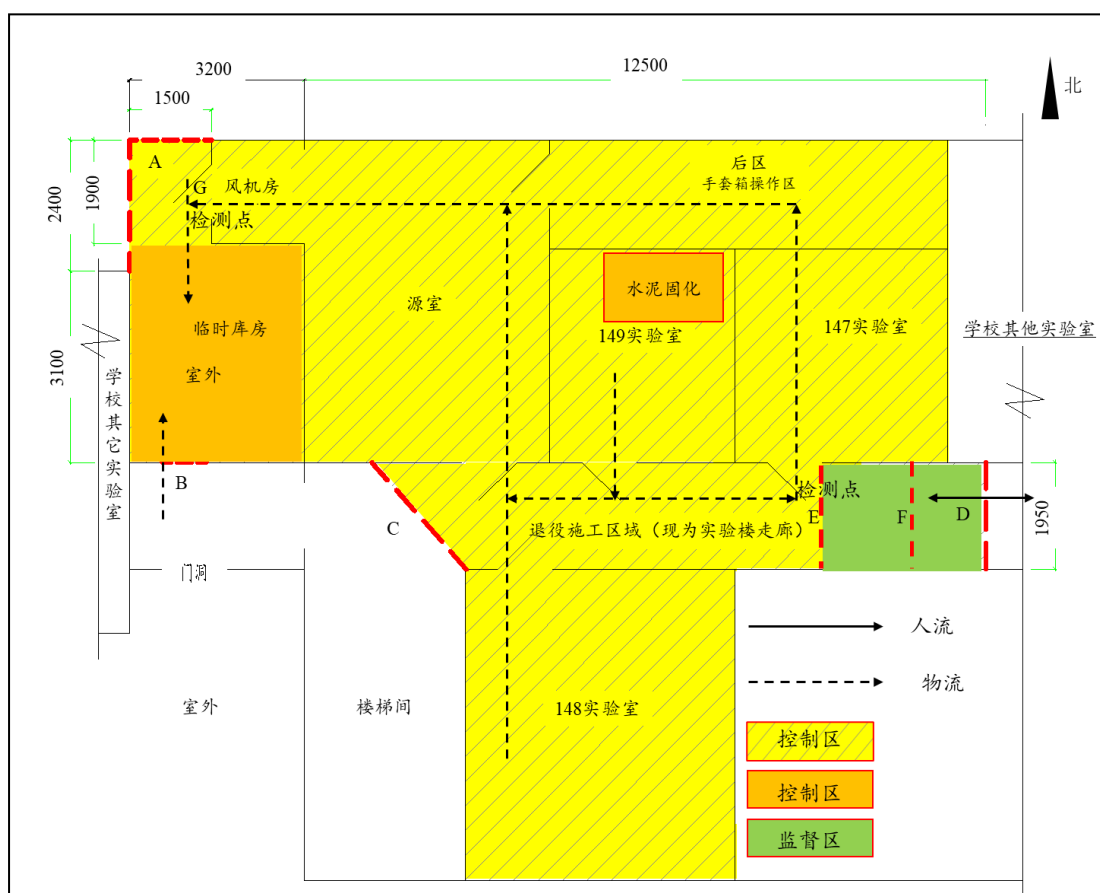 3200
12500
1500
北
A
后区
手套箱操作区
G
风机房
2400
1900
检测点
水泥固化
源室
临时库房
149实验室
147实验室
学校其他实验室
室外
3100
学校其它实验室
B
检测点
C
退役施工区域（现为实验楼走廊）
E
F
D
1950
门洞
人流
物流
室外
楼梯间
148实验室
控制区
控制区
监督区